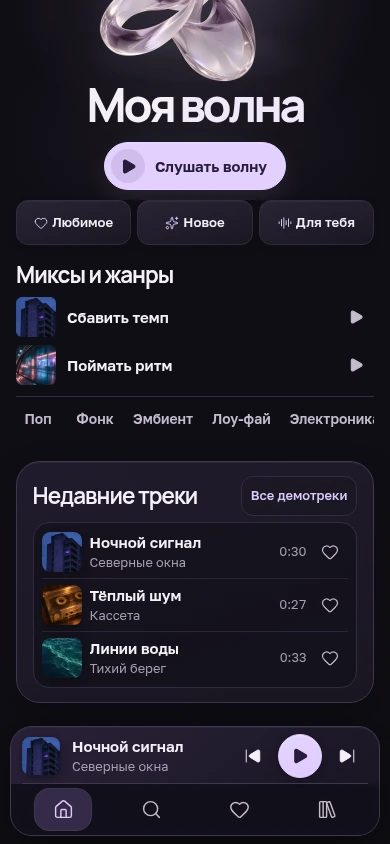 Моя волна
Слушать волну
Любимое
Новое
Для тебя
Миксы и жанры
Сбавить темп
Поймать ритм
Поп Фонк Эмбиент Лоу-фай Электроника
Недавние треки
Все демотреки
Ночной сигнал
Северные окна
0:30
Тёплый шум
Кассета
0:27
Линии воды
Тихий берег
0:33
Ночной сигнал
Северные окна